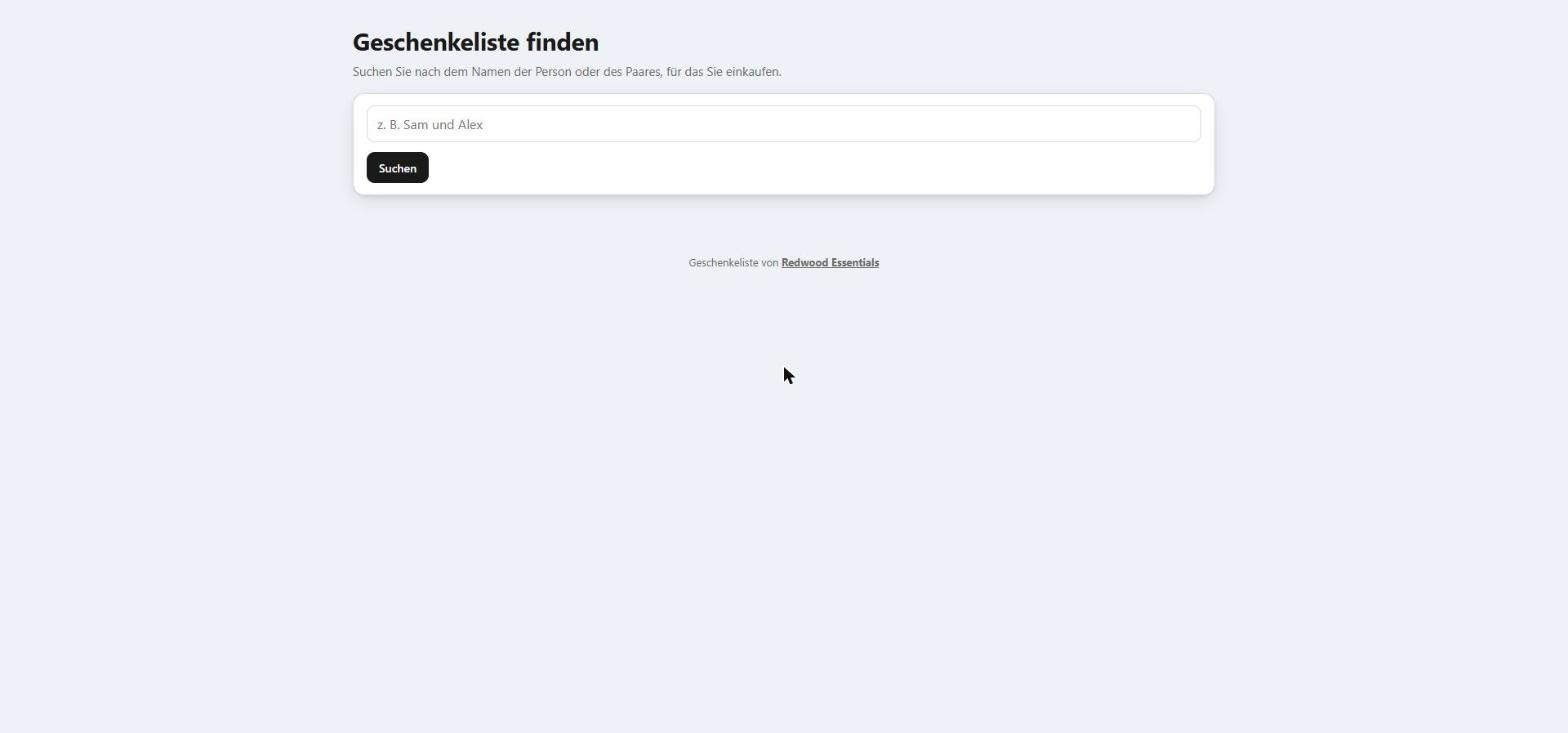 Geschenkeliste finden
Suchen Sie nach dem Namen der Person oder des Paares, für das Sie einkaufen.
z. B. Sam und Alex
Suchen
Geschenkeliste von Redwood Essentials